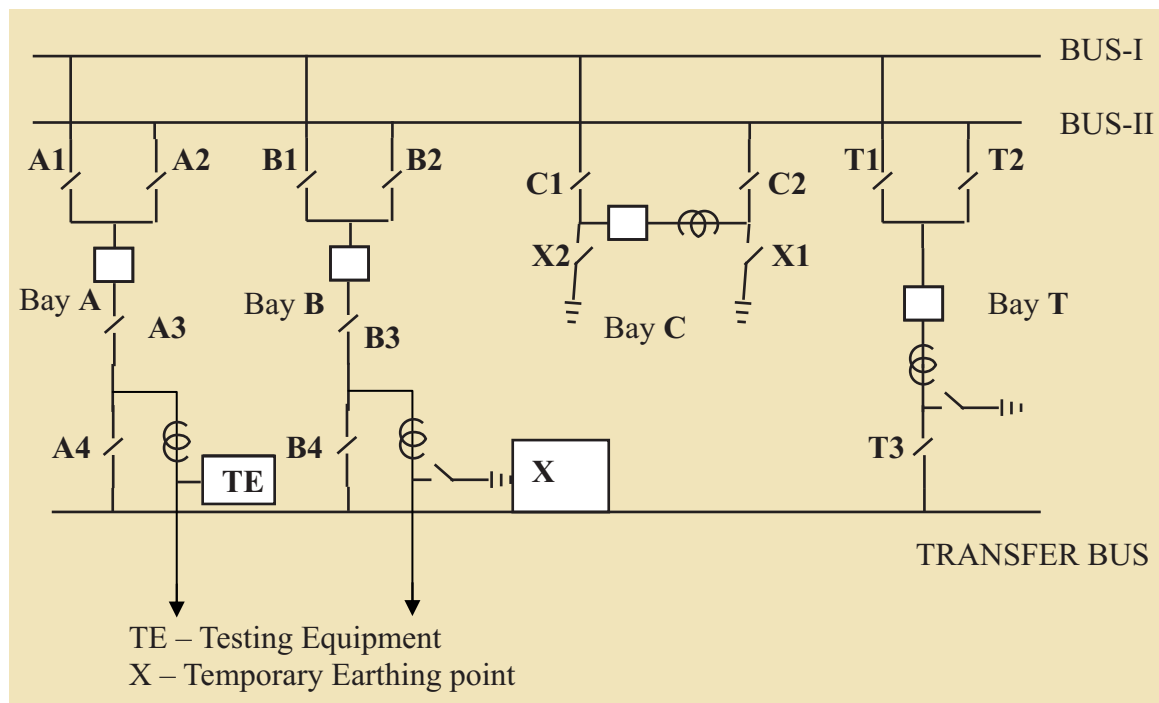 BUS-I
BUS-II
A1 A2 B1 B2 C1 C2 T1 T2
X2 X1
Bay A Bay B Bay C Bay T
A3 B3
A4 B4 T3
TE X
TRANSFER BUS
TE – Testing Equipment
X – Temporary Earthing point